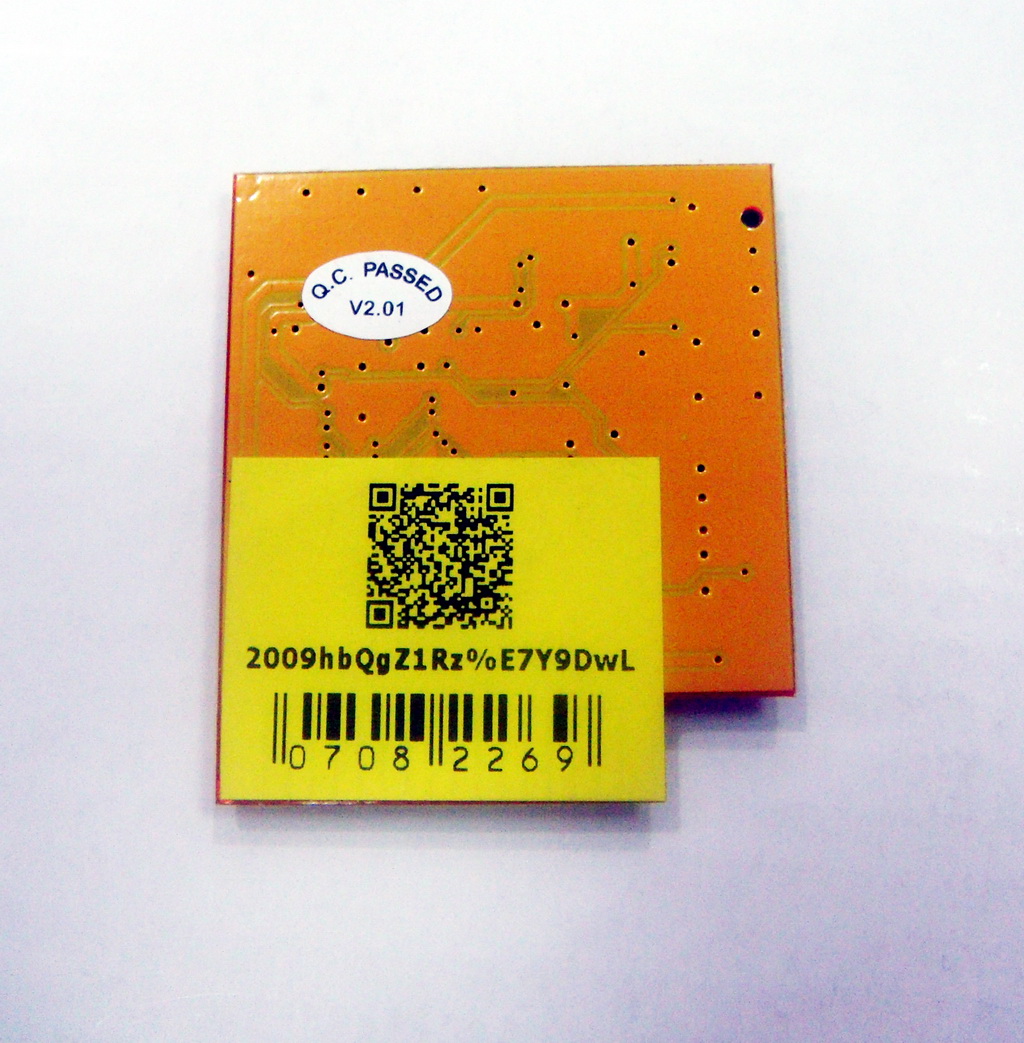 Q.C. PASSED
V2.01
2009hbQgZ1Rz%E7Y9DwL
0708 2269